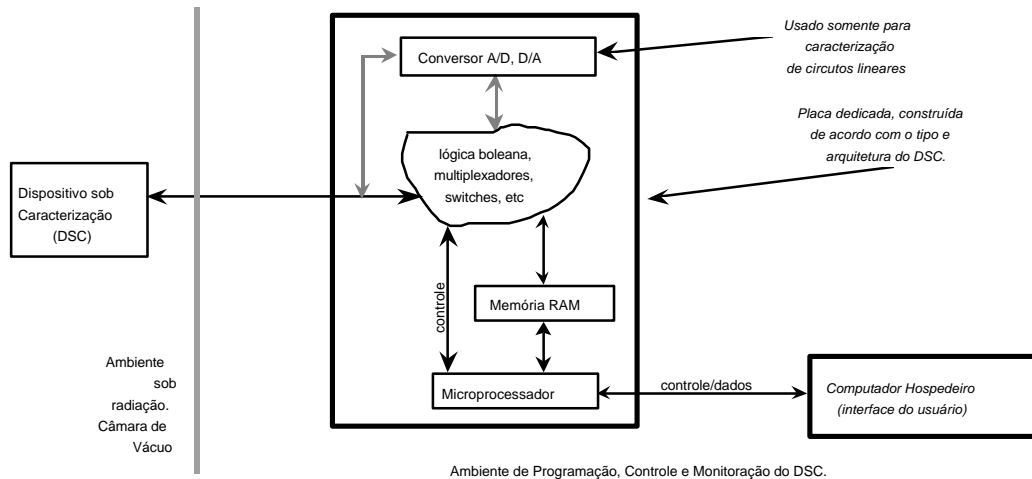 Usado somente para
caracterização
de circutos lineares
Conversor A/D, D/A
Placa dedicada, construída
de acordo com o tipo e
arquitetura do DSC.
lógica boleana,
multiplexadores,
switches, etc
Dispositivo sob
Caracterização
(DSC)
controle
Memória RAM
Ambiente
sob
radiação.
Câmara de
Vácuo
Microprocessador
controle/dados
Computador Hospedeiro
(interface do usuário)
Ambiente de Programação, Controle e Monitoração do DSC.